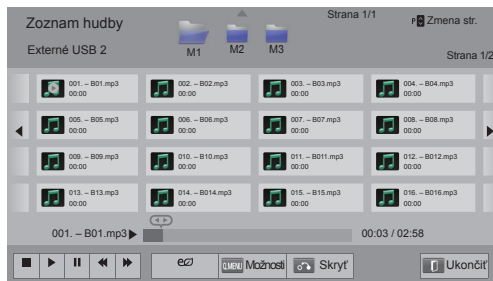 Zoznam hudby
Strana 1/1
P Zmena str.
Externé USB 2
M1 M2 M3
Strana 1/2
001. – B01.mp3 002. – B02.mp3 003. – B03.mp3 004. – B04.mp3
00:00 00:00 00:00 00:00
005. – B05.mp3 006. – B06.mp3 007. – B07.mp3 008. – B08.mp3
00:00 00:00 00:00 00:00
009. – B09.mp3 010. – B10.mp3 011. – B011.mp3 012. – B012.mp3
00:00 00:00 00:00 00:00
013. – B13.mp3 014. – B014.mp3 015. – B15.mp3 016. – B016.mp3
00:00 00:00 00:00 00:00
001. – B01.mp3 00:03 / 02:58
Q.MENU Možnosti Skryť Ukončiť